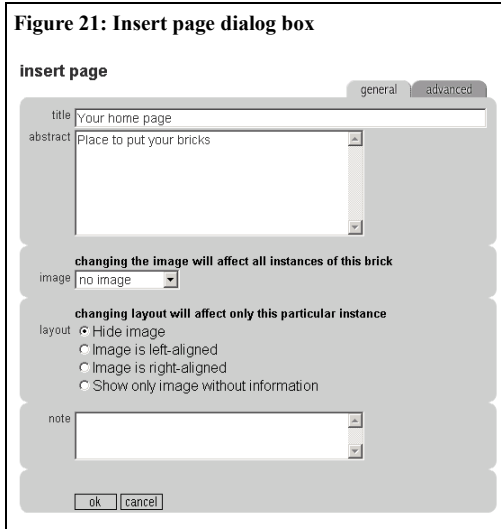 Figure 21: Insert page dialog box
insert page
general advanced
title Your home page
abstract Place to put your bricks
changing the image will affect all instances of this brick
image no image
changing layout will affect only this particular instance
layout Hide image
Image is left-aligned
Image is right-aligned
Show only image without information
note
ok cancel